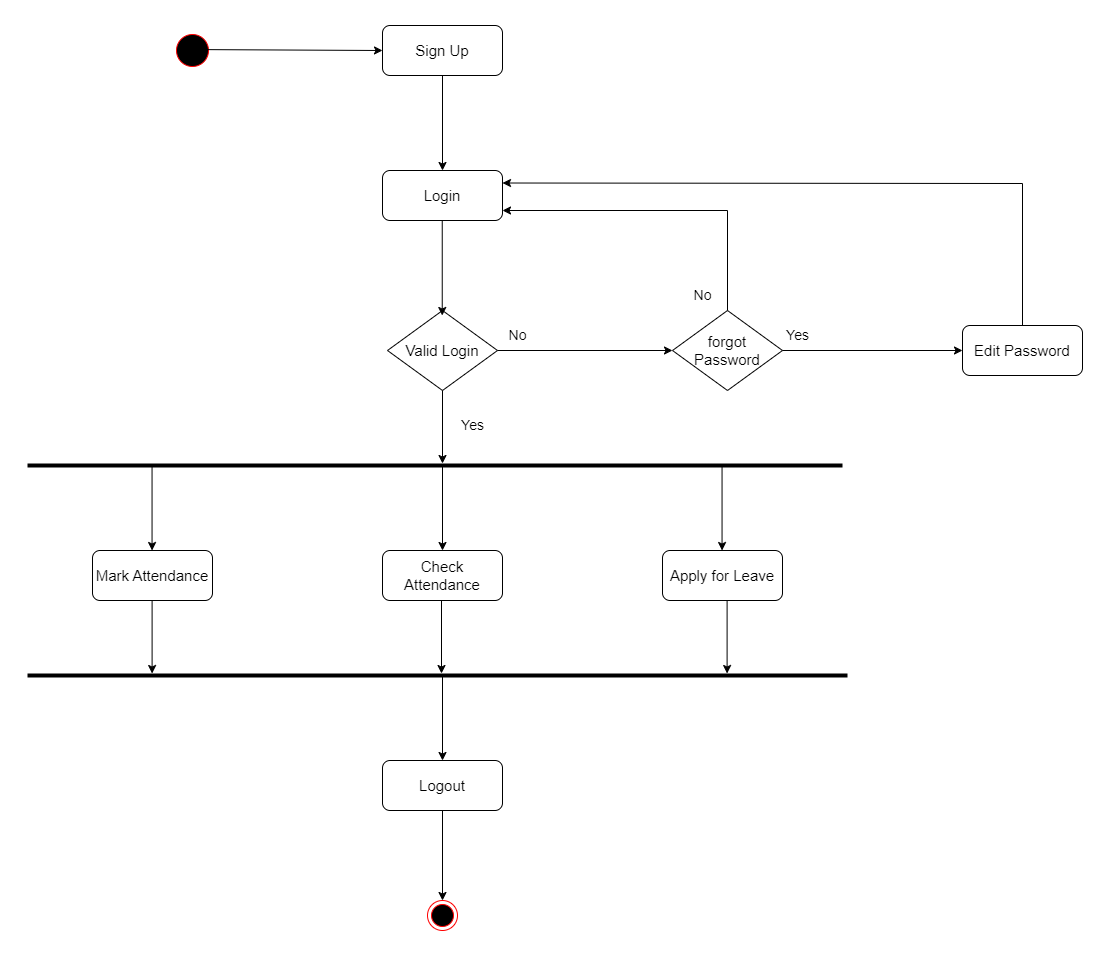 Sign Up
Login
No
Valid Login
No
forgot
Password
Yes
Edit Password
Yes
Mark Attendance
Check
Attendance
Apply for Leave
Logout